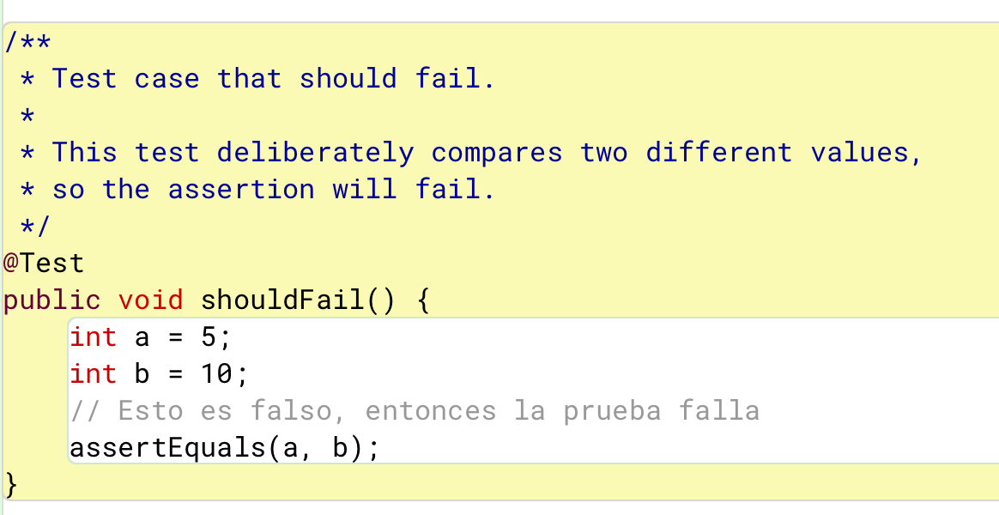 /**
 * Test case that should fail.
 *
 * This test deliberately compares two different values,
 * so the assertion will fail.
 */
@Test
public void shouldFail() {
    int a = 5;
    int b = 10;
    // Esto es falso, entonces la prueba falla
    assertEquals(a, b);
}